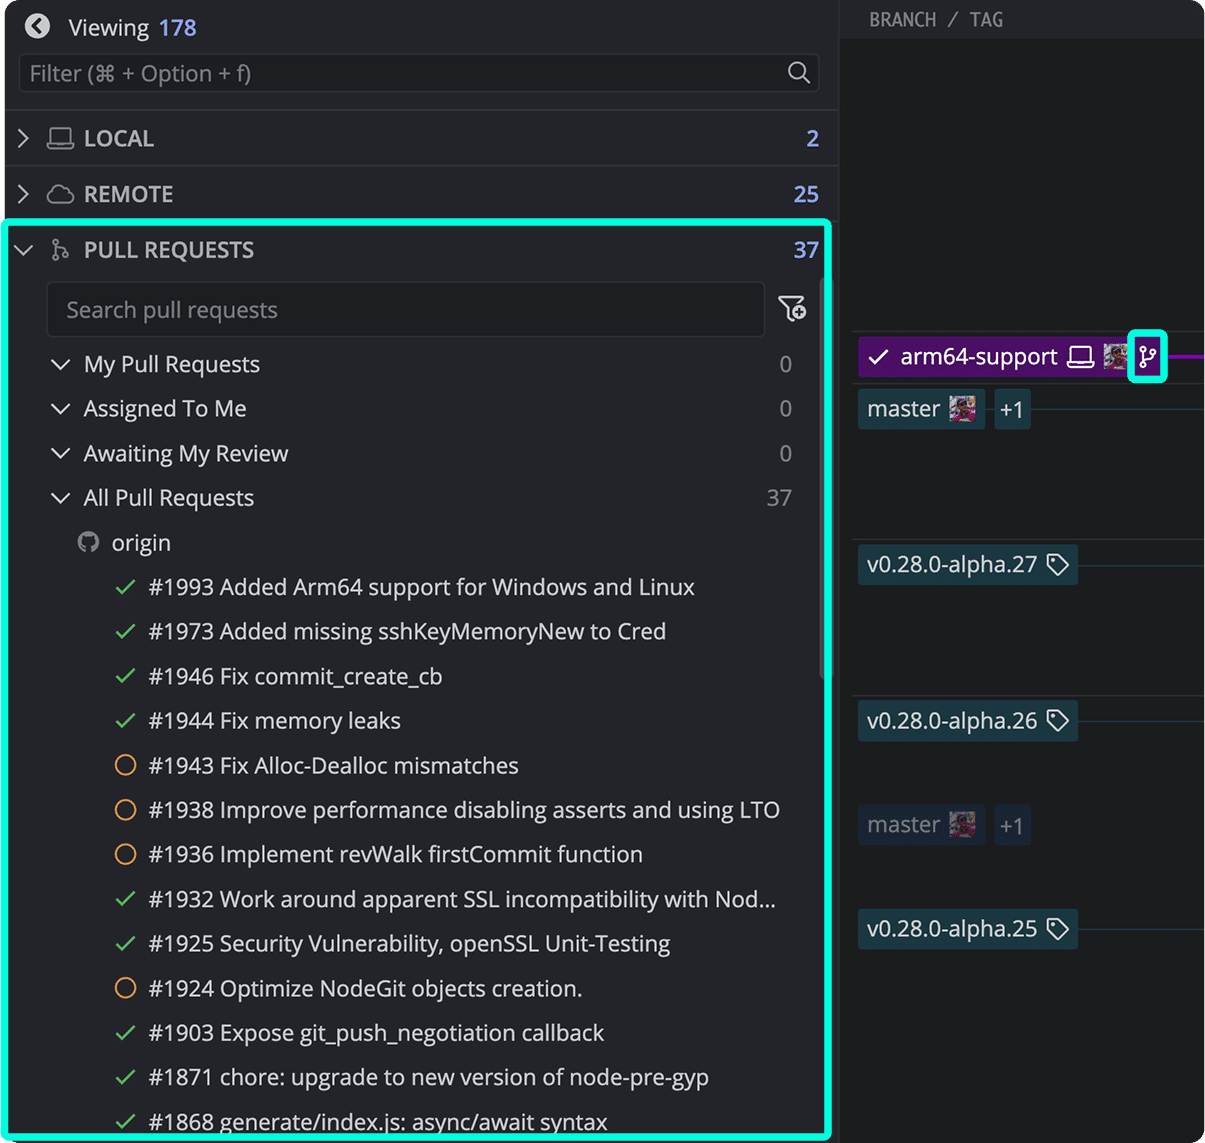 Viewing 178
Filter (⌘ + Option + f)
LOCAL 2
REMOTE 25
PULL REQUESTS 37
Search pull requests
My Pull Requests 0
Assigned To Me 0
Awaiting My Review 0
All Pull Requests 37
origin
#1993 Added Arm64 support for Windows and Linux
#1973 Added missing sshKeyMemoryNew to Cred
#1946 Fix commit_create_cb
#1944 Fix memory leaks
#1943 Fix Alloc-Dealloc mismatches
#1938 Improve performance disabling asserts and using LTO
#1936 Implement revWalk firstCommit function
#1932 Work around apparent SSL incompatibility with Nod...
#1925 Security Vulnerability, openSSL Unit-Testing
#1924 Optimize NodeGit objects creation.
#1903 Expose git_push_negotiation callback
#1871 chore: upgrade to new version of node-pre-gyp
#1868 generate/index.js: async/await syntax
BRANCH / TAG
arm64-support
master +1
v0.28.0-alpha.27
v0.28.0-alpha.26
master +1
v0.28.0-alpha.25